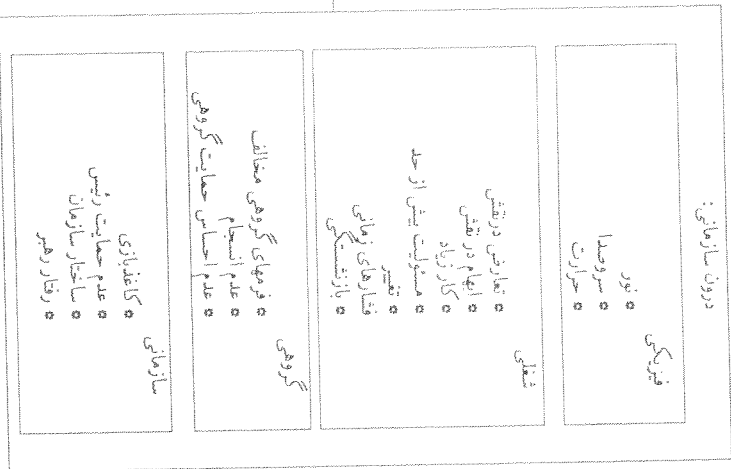 درون سازمانی:
فیزیکی
نور
سروصدا
حرارت
شغلی
تعارض درنقش
ابهام در نقش
کار زیاد
مسئولیت بیش از حد
تغییر
فشارهای زمانی
بازنشستگی
گروهی
فرمهای گروهی مخالف
عدم انسجام
عدم احساس حمایت گروهی
سازمانی
کاغذبازی
عدم حمایت رئیس
ساختار سازمان
رفتار رهبر